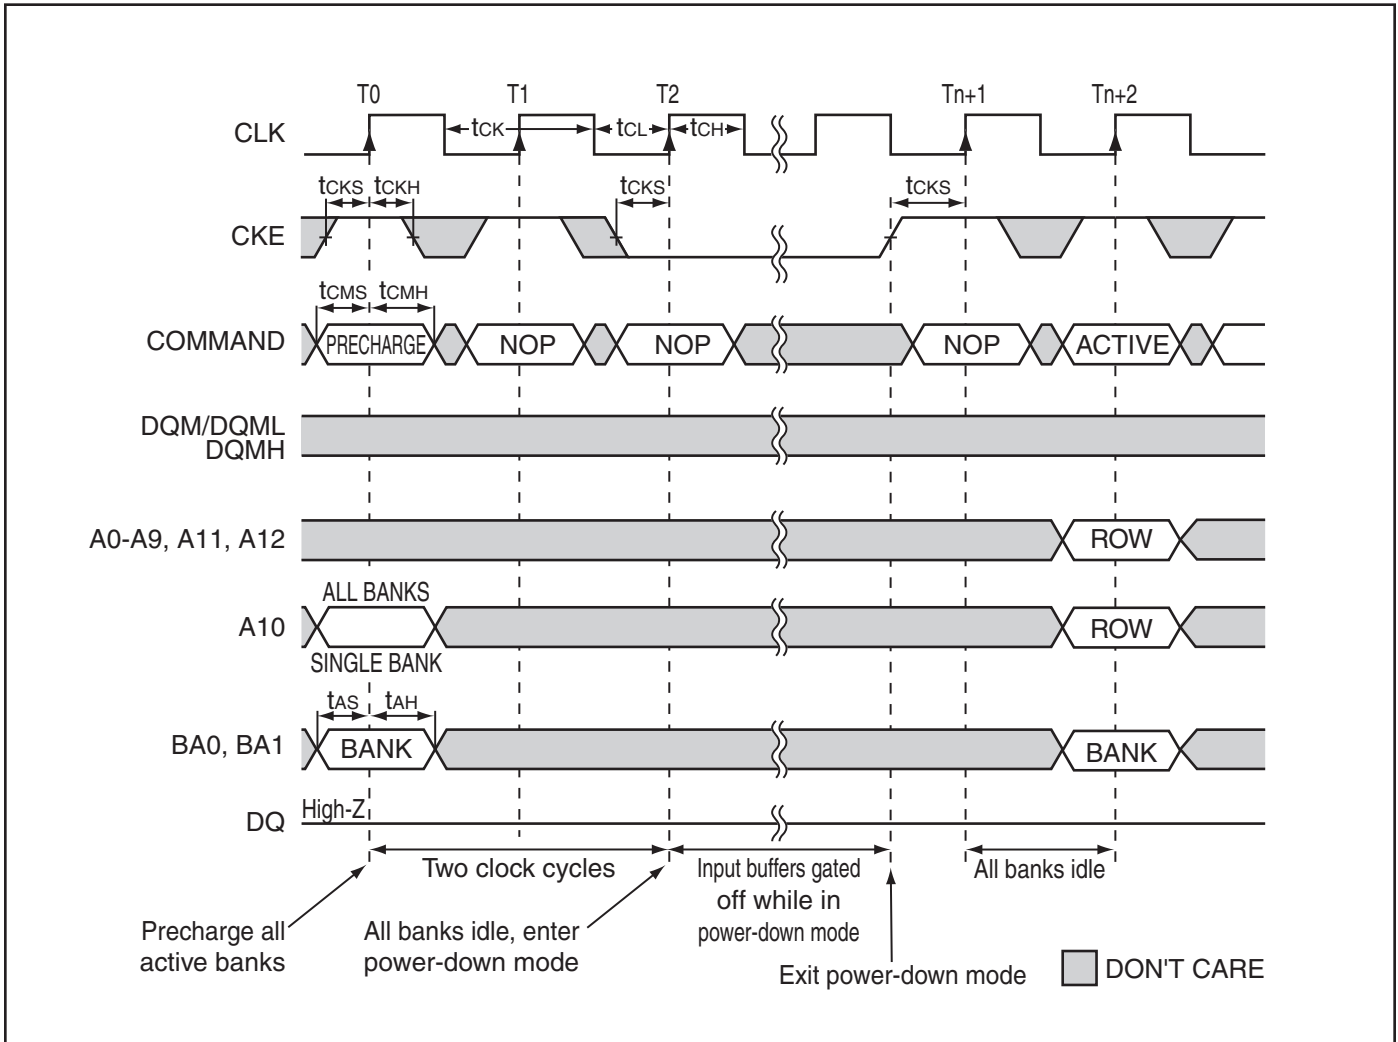 T0 T1 T2 Tn+1 Tn+2
CLK tCK tCL tCH
tCKS tCKH tCKS tCKS
CKE
tCMS tCMH
COMMAND PRECHARGE NOP NOP NOP ACTIVE
DQM/DQML
DQMH
A0-A9, A11, A12 ROW
ALL BANKS
A10 ROW
SINGLE BANK
tAS tAH
BA0, BA1 BANK BANK
High-Z
DQ
Two clock cycles
Input buffers gated
off while in
power-down mode
All banks idle
Precharge all
active banks
All banks idle, enter
power-down mode
Exit power-down mode
DON'T CARE